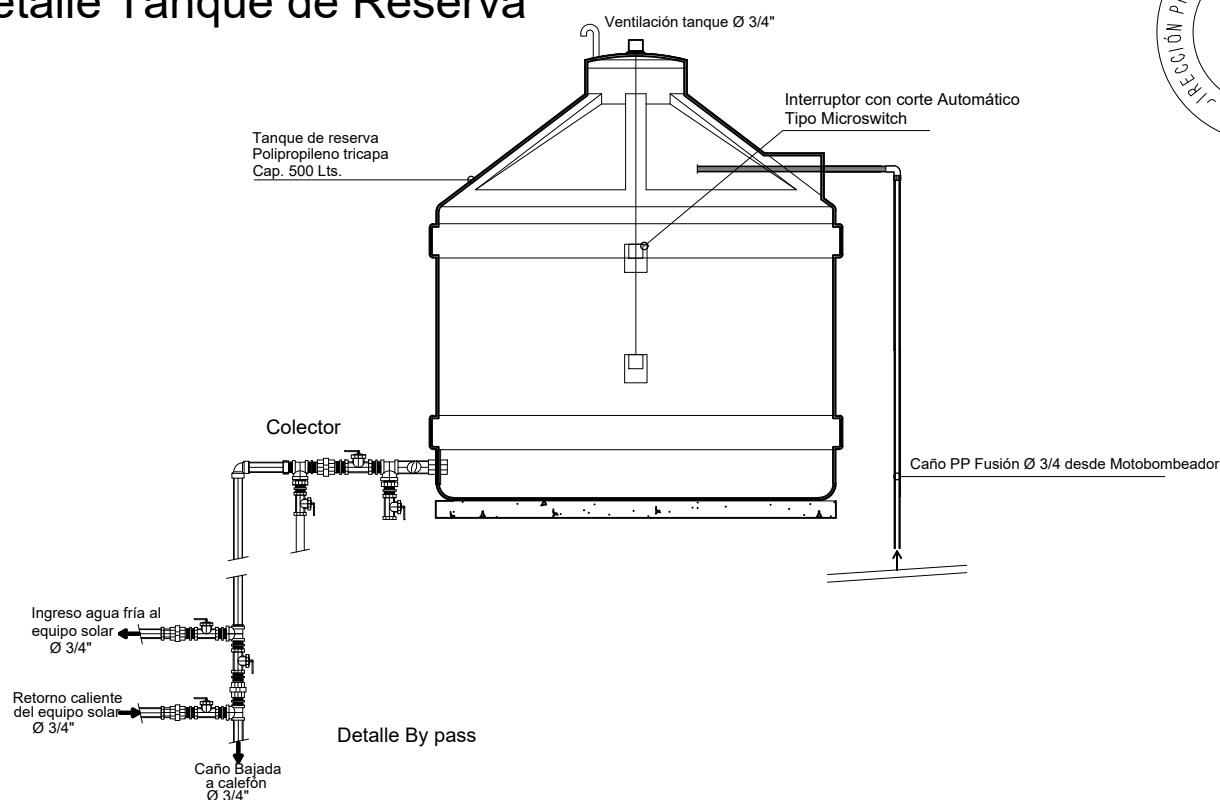 etalle Tanque de Reserva
Ventilación tanque Ø 3/4"
Interruptor con corte Automático
Tipo Microswitch
Tanque de reserva
Polipropileno tricapa
Cap. 500 Lts.
Colector
Caño PP Fusión Ø 3/4 desde Motobombeador
Ingreso agua fría al
equipo solar
Ø 3/4"
Retorno caliente
del equipo solar
Ø 3/4"
Detalle By pass
Caño Bajada
a calefón
Ø 3/4"